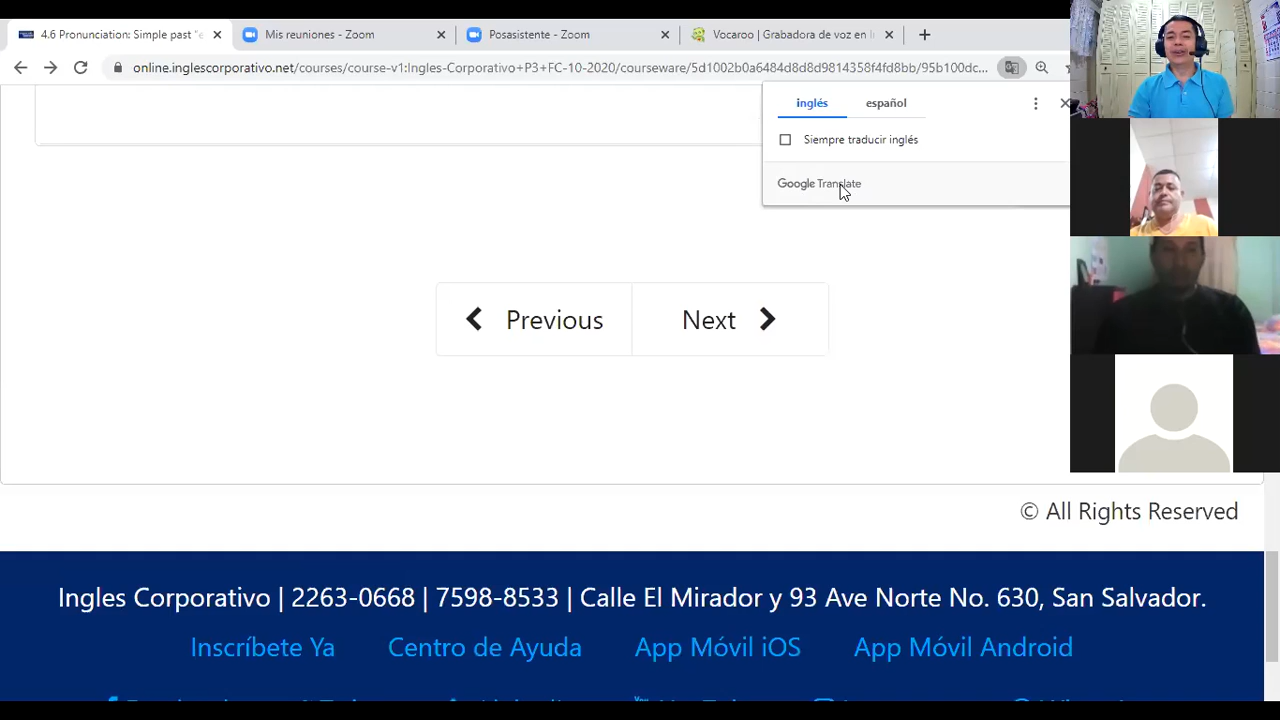 4.6 Pronunciation: Simple past "e
Mis reuniones - Zoom
Posasistente - Zoom
Vocaroo | Grabadora de voz en lí
online.inglescorporativo.net/courses/course-v1:Ingles-Corporativo+P3+FC-10-2020/courseware/5d1002b0a6484d8d8d9814358f4fd8bb/95b100dc...
inglés
español
Siempre traducir inglés
Google Translate
Previous
Next
© All Rights Reserved
Ingles Corporativo | 2263-0668 | 7598-8533 | Calle El Mirador y 93 Ave Norte No. 630, San Salvador.
Inscríbete Ya
Centro de Ayuda
App Móvil iOS
App Móvil Android